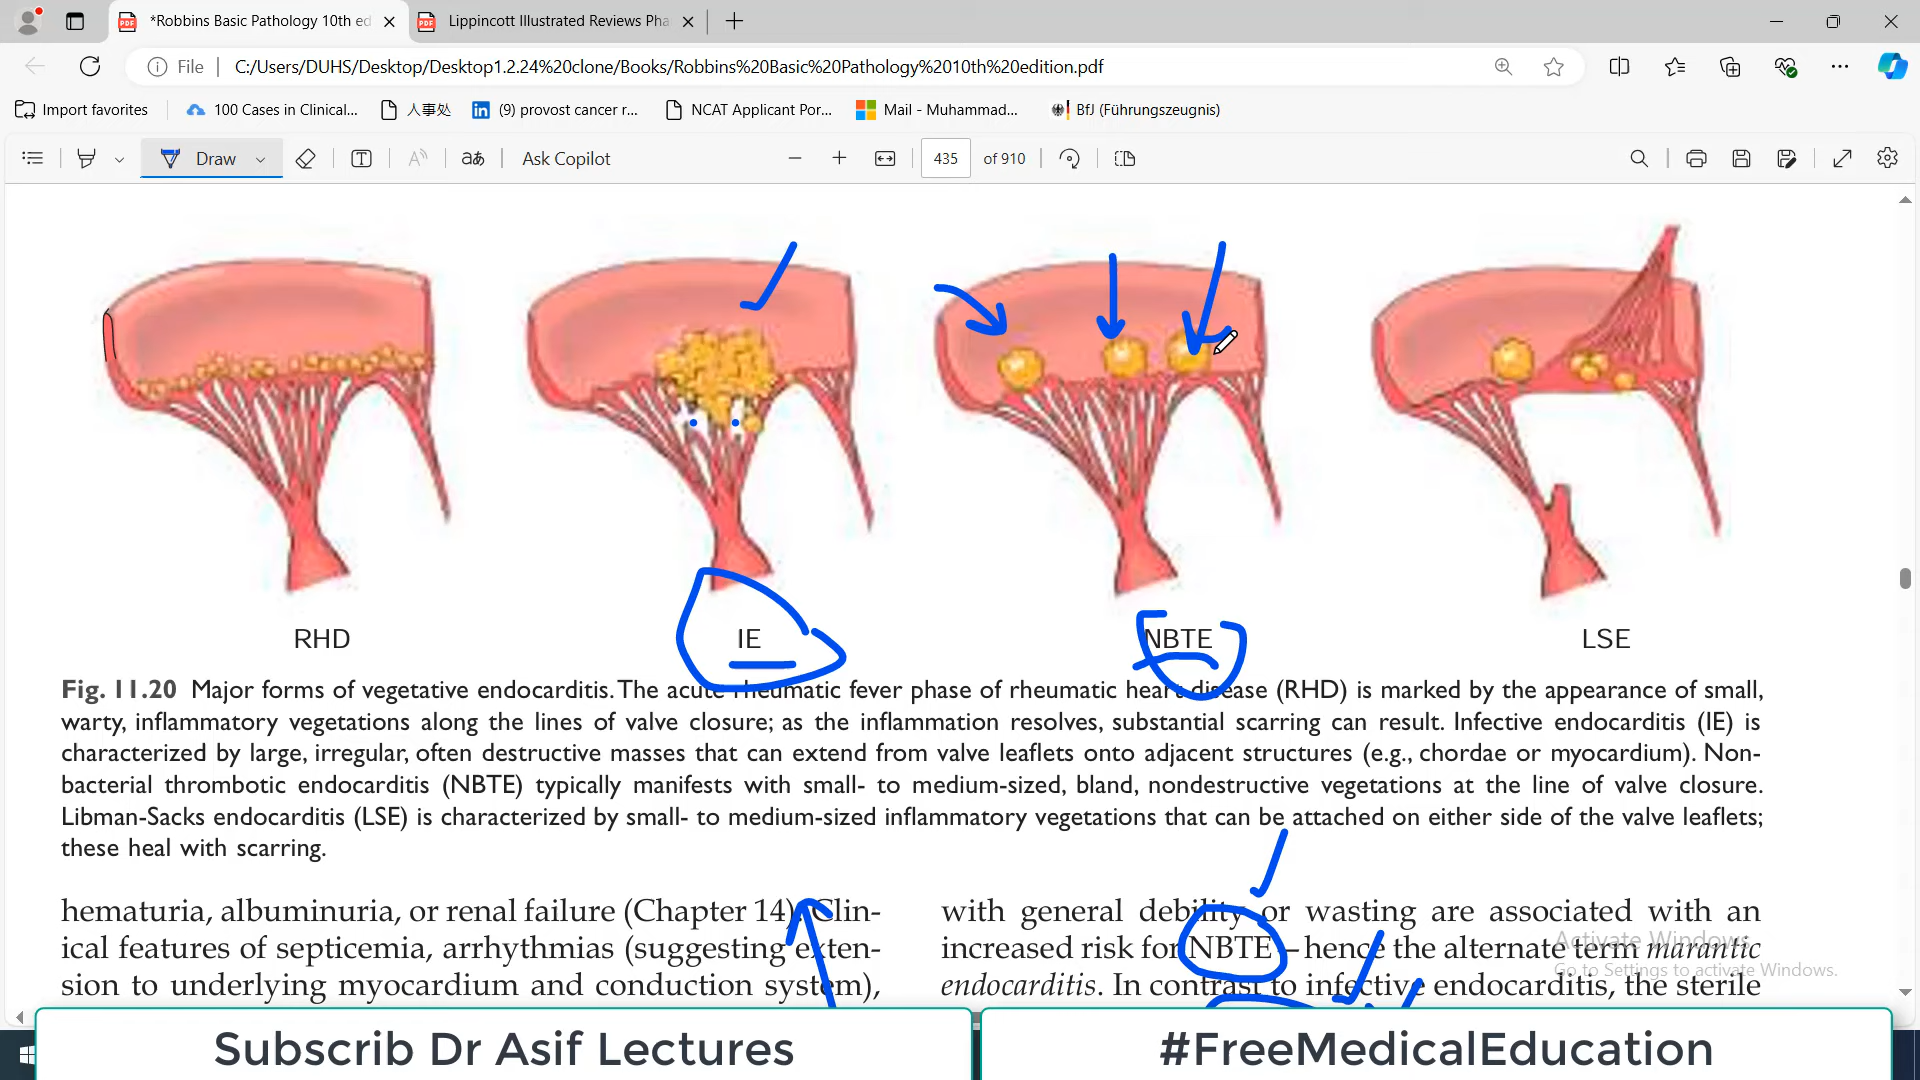 *Robbins Basic Pathology 10th ed
Lippincott Illustrated Reviews Pha
File
C:/Users/DUHS/Desktop/Desktop1.2.24%20clone/Books/Robbins%20Basic%20Pathology%2010th%20edition.pdf
Import favorites
100 Cases in Clinical...
人事处
(9) provost cancer r...
NCAT Applicant Por...
Mail - Muhammad...
BfJ (Führungszeugnis)
Draw
aあ
Ask Copilot
435
of 910
RHD
IE
NBTE
LSE
Fig. 11.20 Major forms of vegetative endocarditis. The acute rheumatic fever phase of rheumatic heart disease (RHD) is marked by the appearance of small,
warty, inflammatory vegetations along the lines of valve closure; as the inflammation resolves, substantial scarring can result. Infective endocarditis (IE) is
characterized by large, irregular, often destructive masses that can extend from valve leaflets onto adjacent structures (e.g., chordae or myocardium). Non-
bacterial thrombotic endocarditis (NBTE) typically manifests with small- to medium-sized, bland, nondestructive vegetations at the line of valve closure.
Libman-Sacks endocarditis (LSE) is characterized by small- to medium-sized inflammatory vegetations that can be attached on either side of the valve leaflets;
these heal with scarring.
hematuria, albuminuria, or renal failure (Chapter 14). Clin-
ical features of septicemia, arrhythmias (suggesting exten-
sion to underlying myocardium and conduction system),
with general debility or wasting are associated with an
increased risk for NBTE—hence the alternate term marantic
endocarditis. In contrast to infective endocarditis, the sterile
Activate Windows
Go to Settings to activate Windows.
Subscrib Dr Asif Lectures
#FreeMedicalEducation